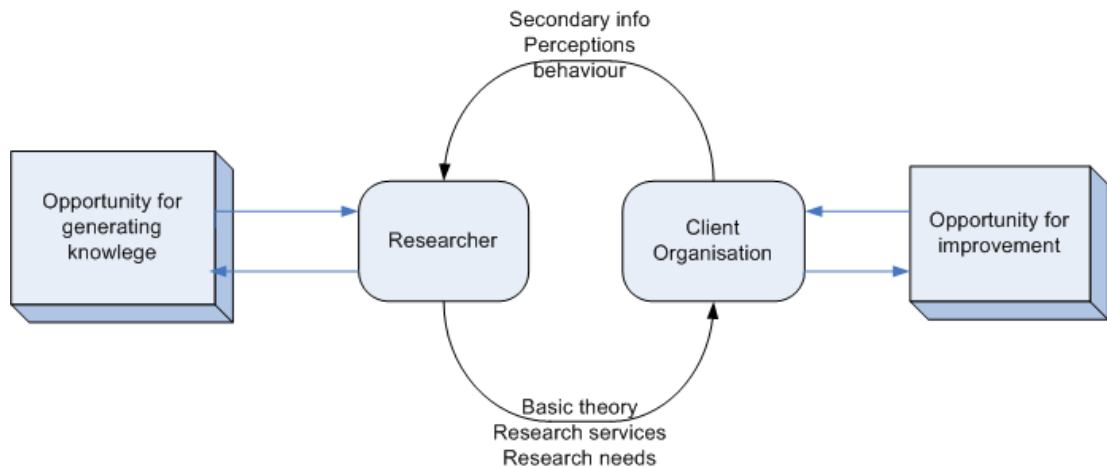 Secondary info
Perceptions
behaviour
Opportunity for
generating
knowlege
Researcher
Client
Organisation
Opportunity for
improvement
Basic theory
Research services
Research needs